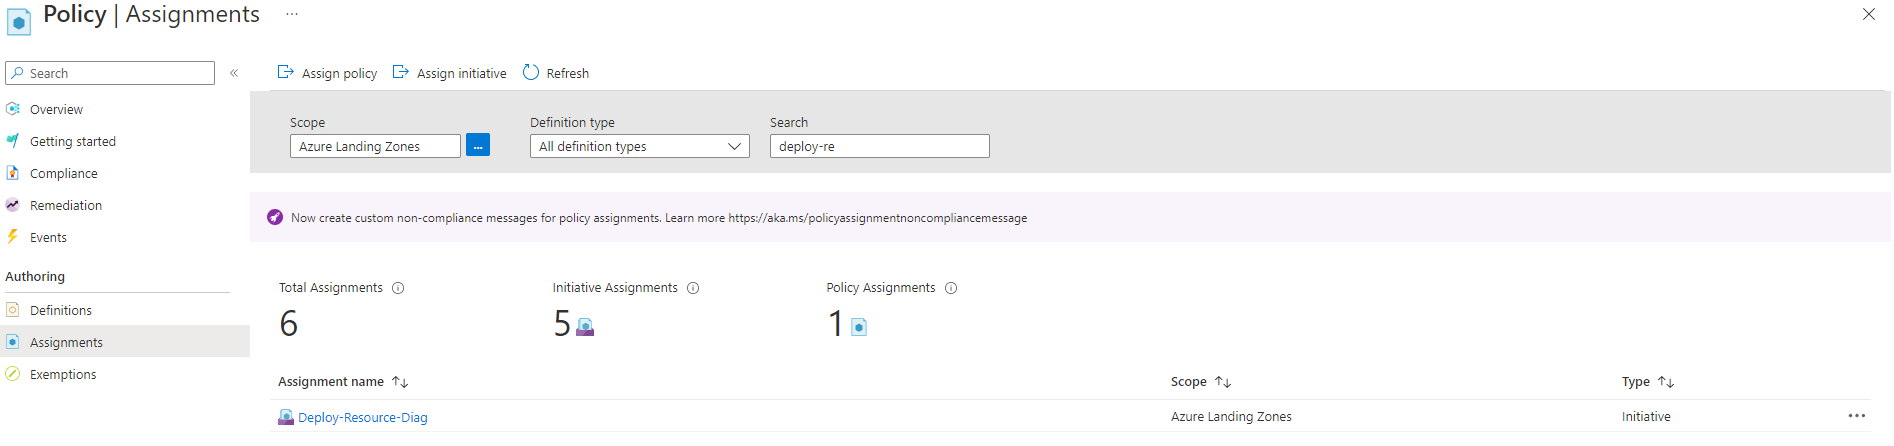 Policy | Assignments ...
Search «
Overview
Getting started
Compliance
Remediation
Events
Authoring
Definitions
Assignments
Exemptions
Assign policy Assign initiative Refresh
Scope Definition type Search
Azure Landing Zones ... All definition types deploy-re
Now create custom non-compliance messages for policy assignments. Learn more https://aka.ms/policyassignmentnoncompliancemessage
Total Assignments Initiative Assignments Policy Assignments
6 5 1
Assignment name ↑↓ Scope ↑↓ Type ↑↓
Deploy-Resource-Diag Azure Landing Zones Initiative ...